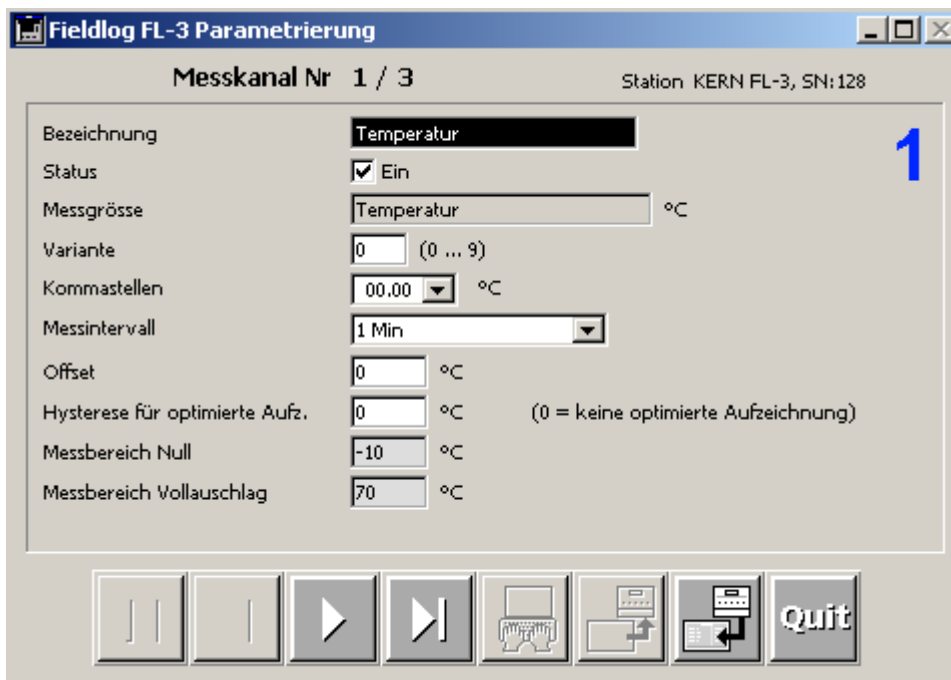 Fieldlog FL-3 Parametrierung
Messkanal Nr 1 / 3 Station KERN FL-3, SN:128
1
Bezeichnung Temperatur
Status Ein
Messgrösse Temperatur °C
Variante 0 (0 ... 9)
Kommastellen 00.00 °C
Messintervall 1 Min
Offset 0 °C
Hysterese für optimierte Aufz. 0 °C (0 = keine optimierte Aufzeichnung)
Messbereich Null -10 °C
Messbereich Vollauschlag 70 °C
Quit